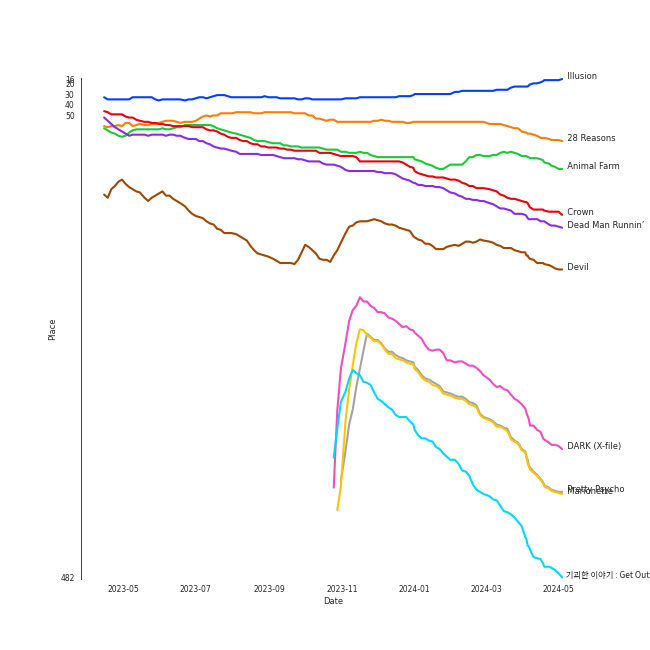 16
20
30
40
50
482
Place
Illusion
28 Reasons
Animal Farm
Crown
Dead Man Runnin’
Devil
DARK (X-file)
Pretty Psycho
Marionette
기괴한 이야기 : Get Out
2023-05
2023-07
2023-09
2023-11
2024-01
2024-03
2024-05
Date